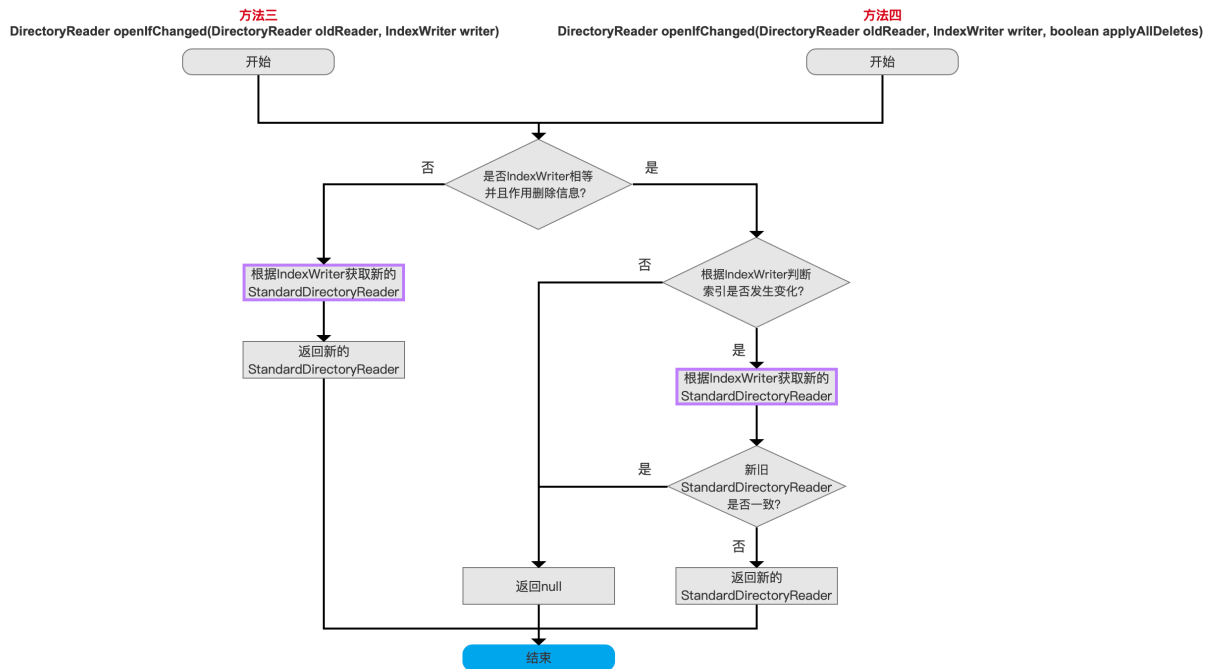 方法三
DirectoryReader openIfChanged(DirectoryReader oldReader, IndexWriter writer)
方法四
DirectoryReader openIfChanged(DirectoryReader oldReader, IndexWriter writer, boolean applyAllDeletes)
开始
开始
是否IndexWriter相等
并且作用删除信息?
否
是
根据IndexWriter获取新的
StandardDirectoryReader
返回新的
StandardDirectoryReader
根据IndexWriter判断
索引是否发生变化?
否
是
根据IndexWriter获取新的
StandardDirectoryReader
新旧
StandardDirectoryReader
是否一致?
是
否
返回null
返回新的
StandardDirectoryReader
结束